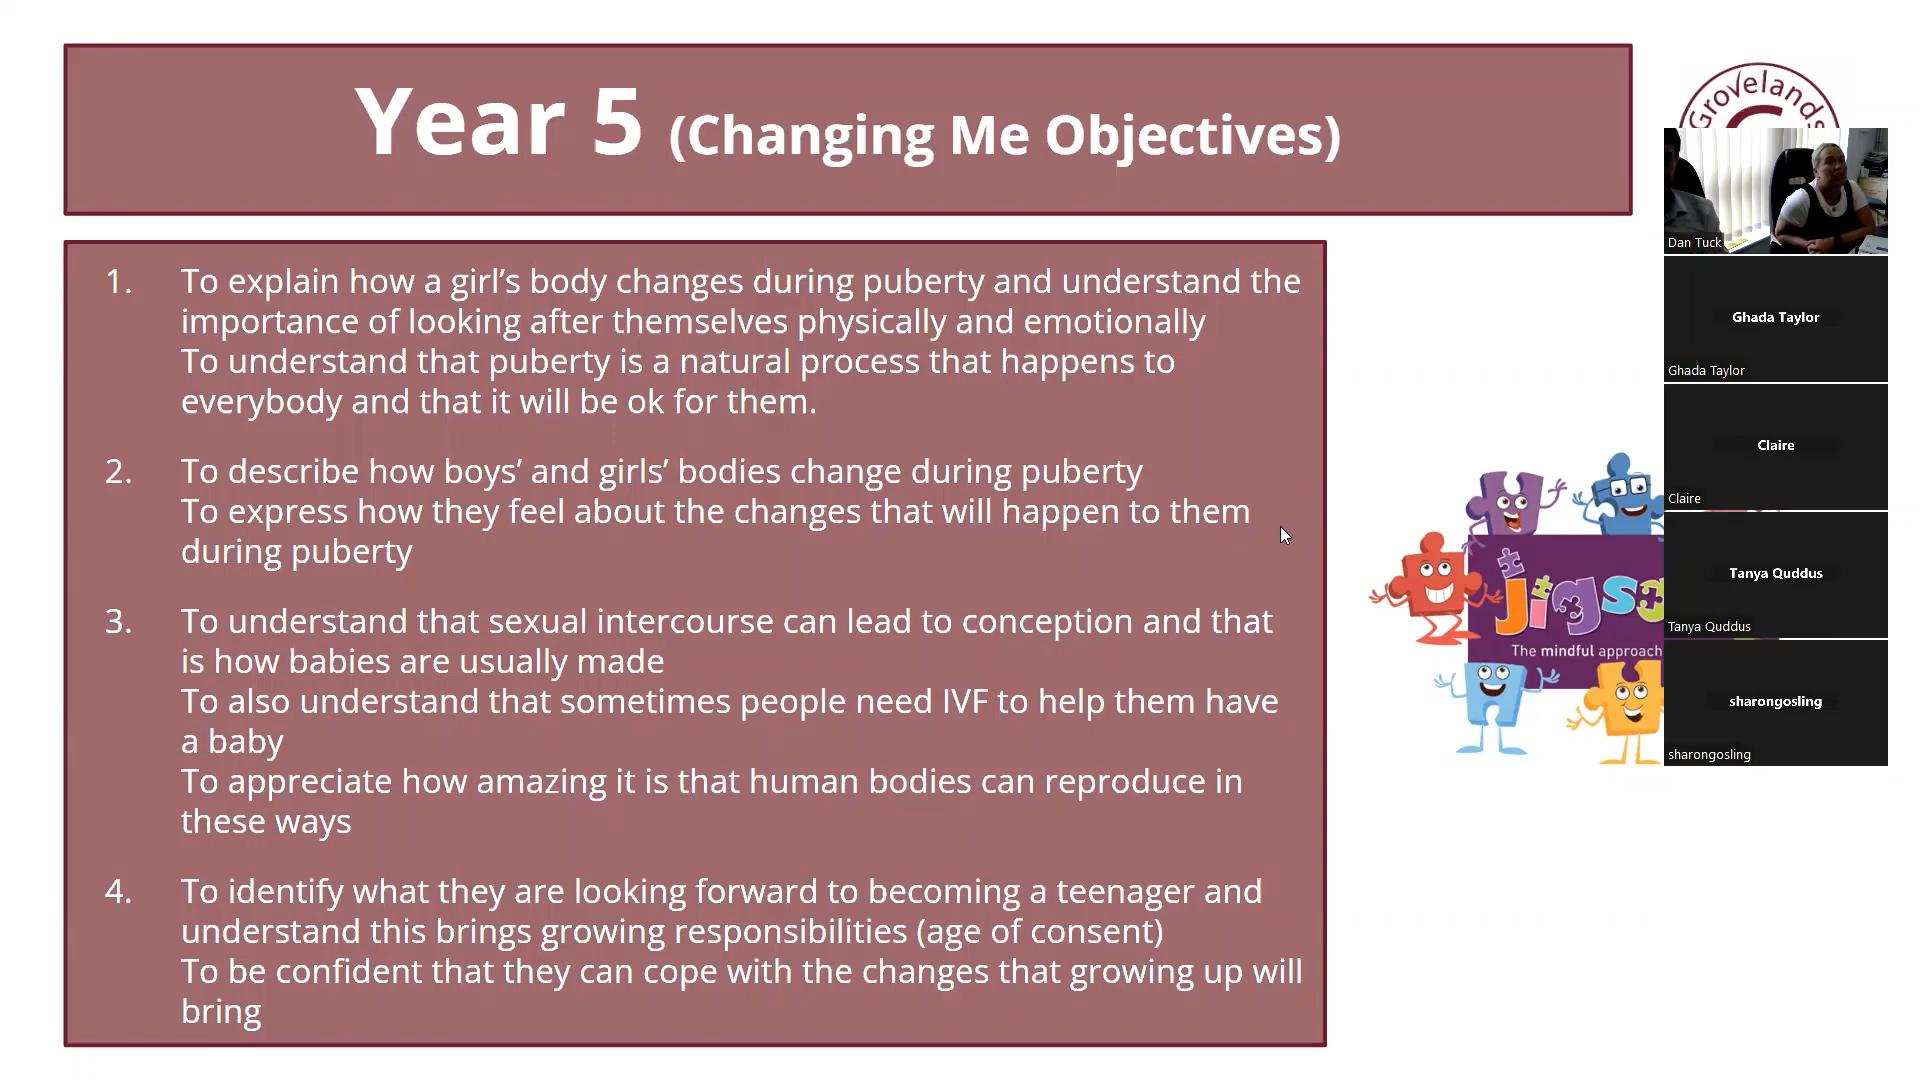 Year 5 (Changing Me Objectives)
Grovelands
1. To explain how a girl’s body changes during puberty and understand the
importance of looking after themselves physically and emotionally
To understand that puberty is a natural process that happens to
everybody and that it will be ok for them.
2. To describe how boys’ and girls’ bodies change during puberty
To express how they feel about the changes that will happen to them
during puberty
3. To understand that sexual intercourse can lead to conception and that
is how babies are usually made
To also understand that sometimes people need IVF to help them have
a baby
To appreciate how amazing it is that human bodies can reproduce in
these ways
4. To identify what they are looking forward to becoming a teenager and
understand this brings growing responsibilities (age of consent)
To be confident that they can cope with the changes that growing up will
bring
jigs
The mindful approach
Dan Tuck
Ghada Taylor
Ghada Taylor
Claire
Claire
Tanya Quddus
Tanya Quddus
sharongosling
sharongosling